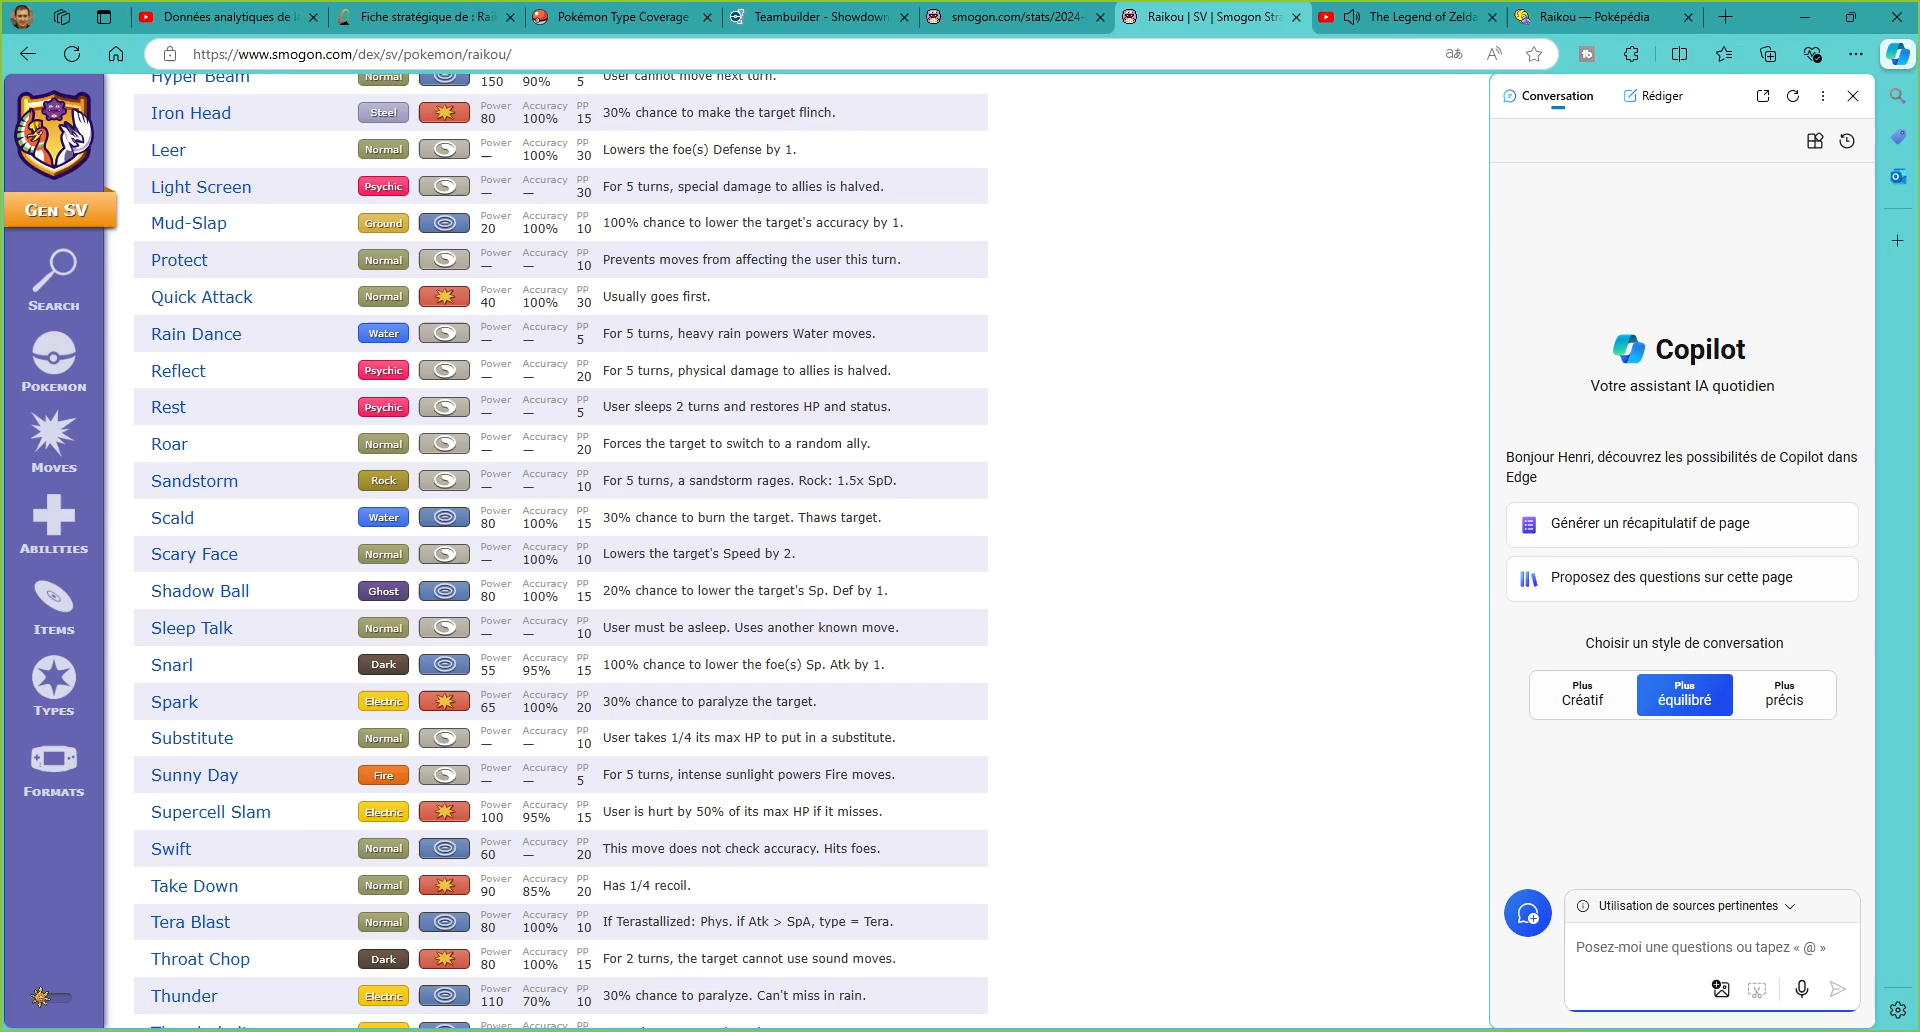 Données analytiques de l
Fiche stratégique de : Rai
Pokémon Type Coverage
Teambuilder - Showdown
smogon.com/stats/2024-
Raikou | SV | Smogon Stra
The Legend of Zelda
Raikou — Poképédia
https://www.smogon.com/dex/sv/pokemon/raikou/
Gen SV
Search
Pokemon
Moves
Abilities
Items
Types
Formats
Hyper Beam Normal 150 90% 5 User cannot move next turn.
Iron Head Steel Power 80 Accuracy 100% PP 15 30% chance to make the target flinch.
Leer Normal Power — Accuracy 100% PP 30 Lowers the foe(s) Defense by 1.
Light Screen Psychic Power — Accuracy — PP 30 For 5 turns, special damage to allies is halved.
Mud-Slap Ground Power 20 Accuracy 100% PP 10 100% chance to lower the target's accuracy by 1.
Protect Normal Power — Accuracy — PP 10 Prevents moves from affecting the user this turn.
Quick Attack Normal Power 40 Accuracy 100% PP 30 Usually goes first.
Rain Dance Water Power — Accuracy — PP 5 For 5 turns, heavy rain powers Water moves.
Reflect Psychic Power — Accuracy — PP 20 For 5 turns, physical damage to allies is halved.
Rest Psychic Power — Accuracy — PP 5 User sleeps 2 turns and restores HP and status.
Roar Normal Power — Accuracy — PP 20 Forces the target to switch to a random ally.
Sandstorm Rock Power — Accuracy — PP 10 For 5 turns, a sandstorm rages. Rock: 1.5x SpD.
Scald Water Power 80 Accuracy 100% PP 15 30% chance to burn the target. Thaws target.
Scary Face Normal Power — Accuracy 100% PP 10 Lowers the target's Speed by 2.
Shadow Ball Ghost Power 80 Accuracy 100% PP 15 20% chance to lower the target's Sp. Def by 1.
Sleep Talk Normal Power — Accuracy — PP 10 User must be asleep. Uses another known move.
Snarl Dark Power 55 Accuracy 95% PP 15 100% chance to lower the foe(s) Sp. Atk by 1.
Spark Electric Power 65 Accuracy 100% PP 20 30% chance to paralyze the target.
Substitute Normal Power — Accuracy — PP 10 User takes 1/4 its max HP to put in a substitute.
Sunny Day Fire Power — Accuracy — PP 5 For 5 turns, intense sunlight powers Fire moves.
Supercell Slam Electric Power 100 Accuracy 95% PP 15 User is hurt by 50% of its max HP if it misses.
Swift Normal Power 60 Accuracy — PP 20 This move does not check accuracy. Hits foes.
Take Down Normal Power 90 Accuracy 85% PP 20 Has 1/4 recoil.
Tera Blast Normal Power 80 Accuracy 100% PP 10 If Terastallized: Phys. if Atk > SpA, type = Tera.
Throat Chop Dark Power 80 Accuracy 100% PP 15 For 2 turns, the target cannot use sound moves.
Thunder Electric Power 110 Accuracy 70% PP 10 30% chance to paralyze. Can't miss in rain.
Power Accuracy PP
Conversation
Rédiger
Copilot
Votre assistant IA quotidien
Bonjour Henri, découvrez les possibilités de Copilot dans
Edge
Générer un récapitulatif de page
Proposez des questions sur cette page
Choisir un style de conversation
Plus Créatif
Plus équilibré
Plus précis
Utilisation de sources pertinentes
Posez-moi une questions ou tapez « @ »